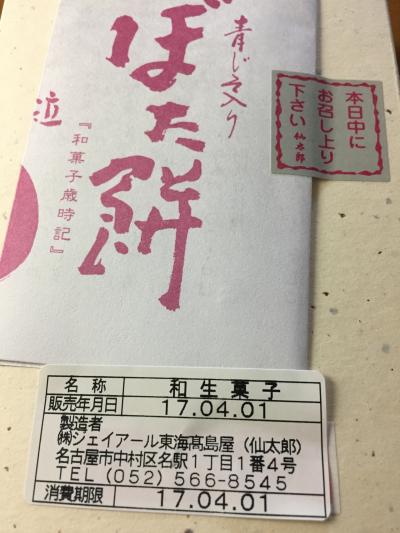 青じそ入り
ぼた餅
『和菓子歳時記』
本日中に
お召し上り
下さい 仙太郎
名称 和生菓子
販売年月日 17.04.01
製造者
㈱ジェイアール東海髙島屋（仙太郎）
名古屋市中村区名駅1丁目1番4号
TEL（052）566-8545
消費期限 17.04.01